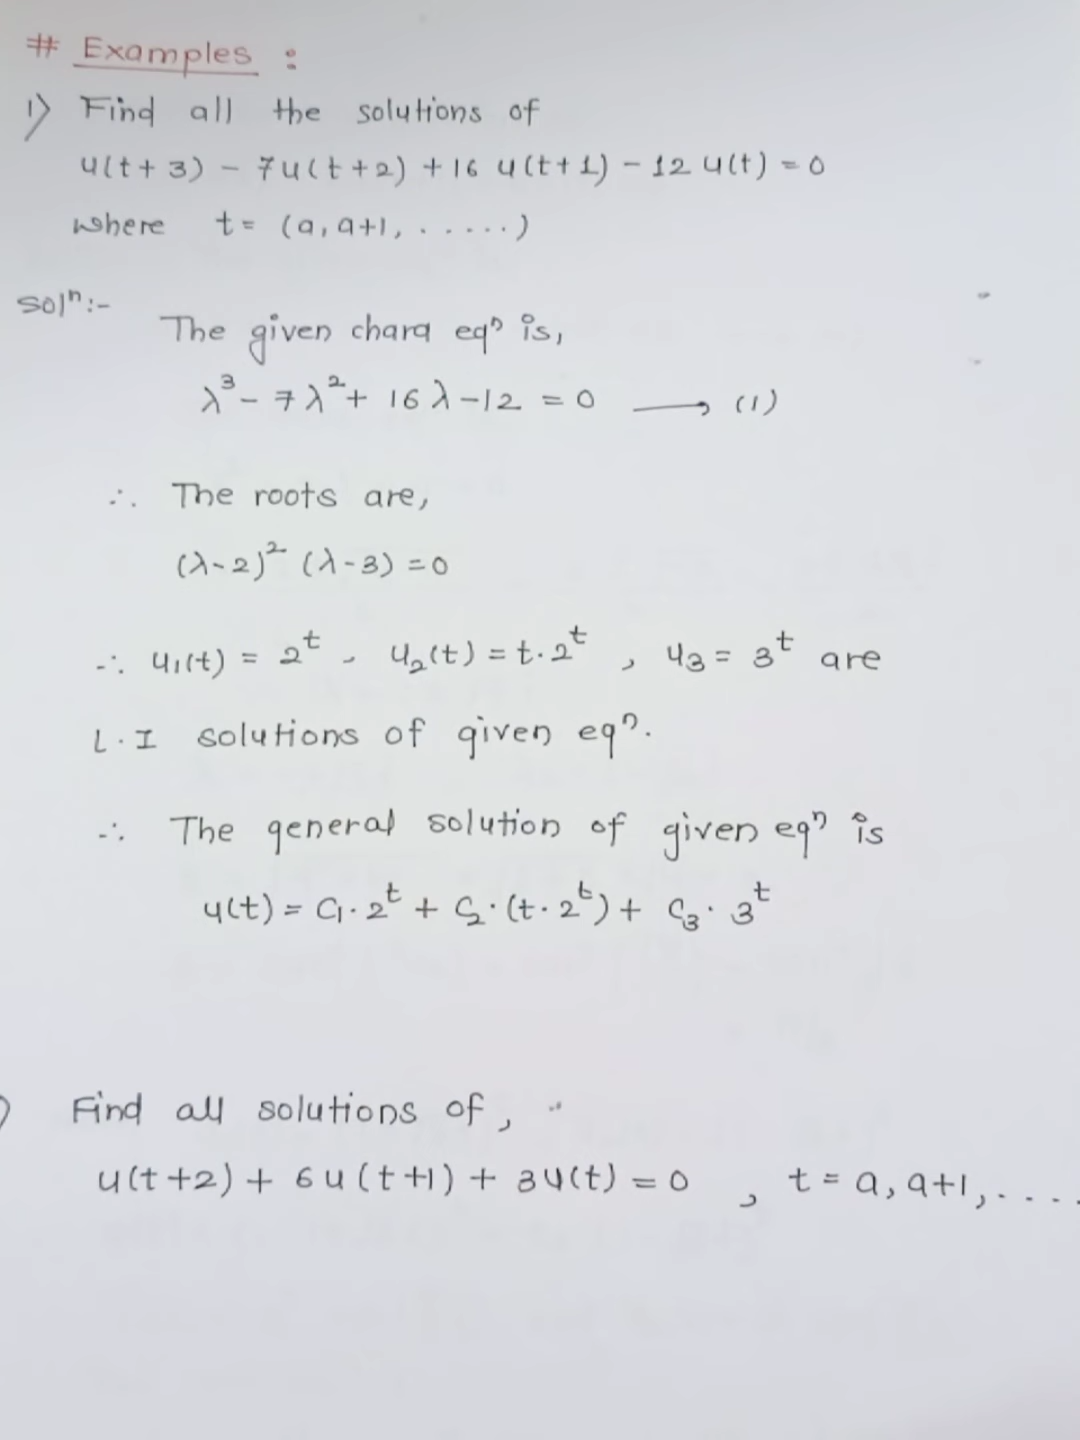 # Examples :
1) Find all the solutions of
u(t+3) - 7u(t+2) + 16 u(t+1) - 12 u(t) = 0
where t = (a, a+1, ......)
solⁿ:-
The given chara eqⁿ is,
λ³ - 7λ² + 16λ - 12 = 0 ⟶ (1)
∴ The roots are,
(λ-2)² (λ-3) = 0
∴ u₁(t) = 2ᵗ , u₂(t) = t·2ᵗ , u₃ = 3ᵗ are
L.I solutions of given eqⁿ.
∴ The general solution of given eqⁿ is
u(t) = C₁·2ᵗ + C₂·(t·2ᵗ) + C₃·3ᵗ
) Find all solutions of,
u(t+2) + 6u(t+1) + 3u(t) = 0 , t = a, a+1, ....